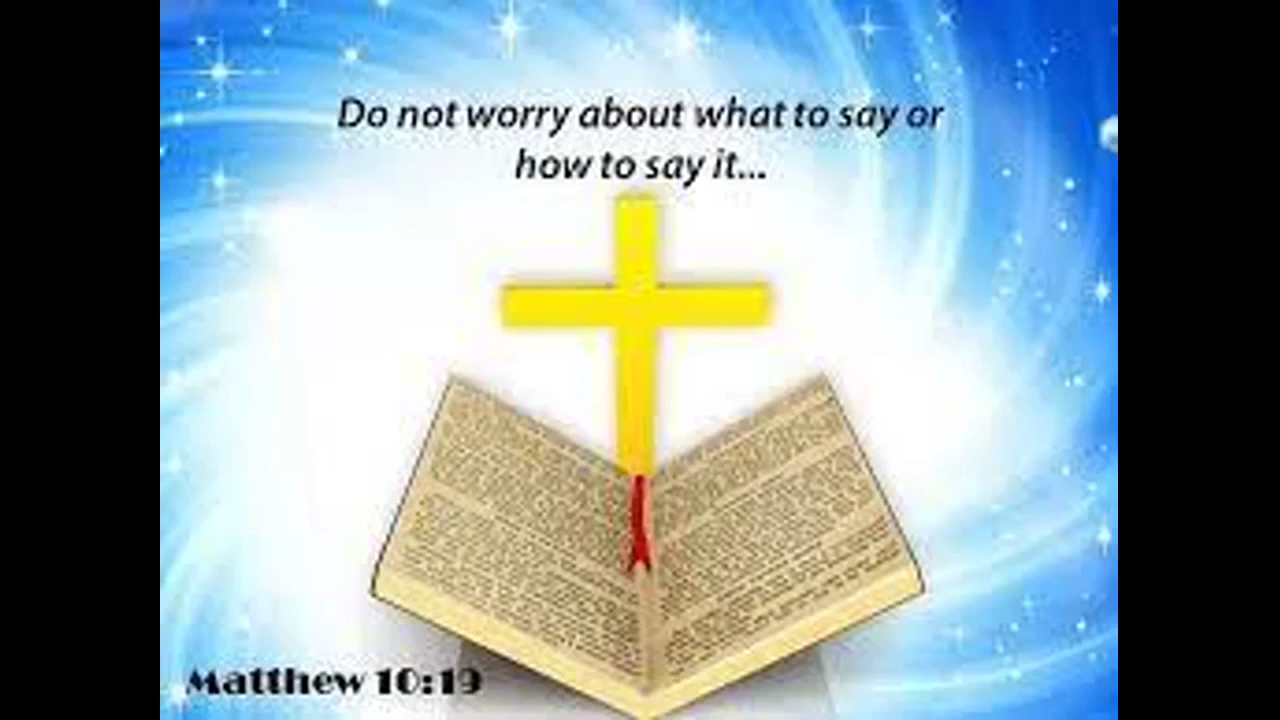 Do not worry about what to say or
how to say it...
Matthew 10:19